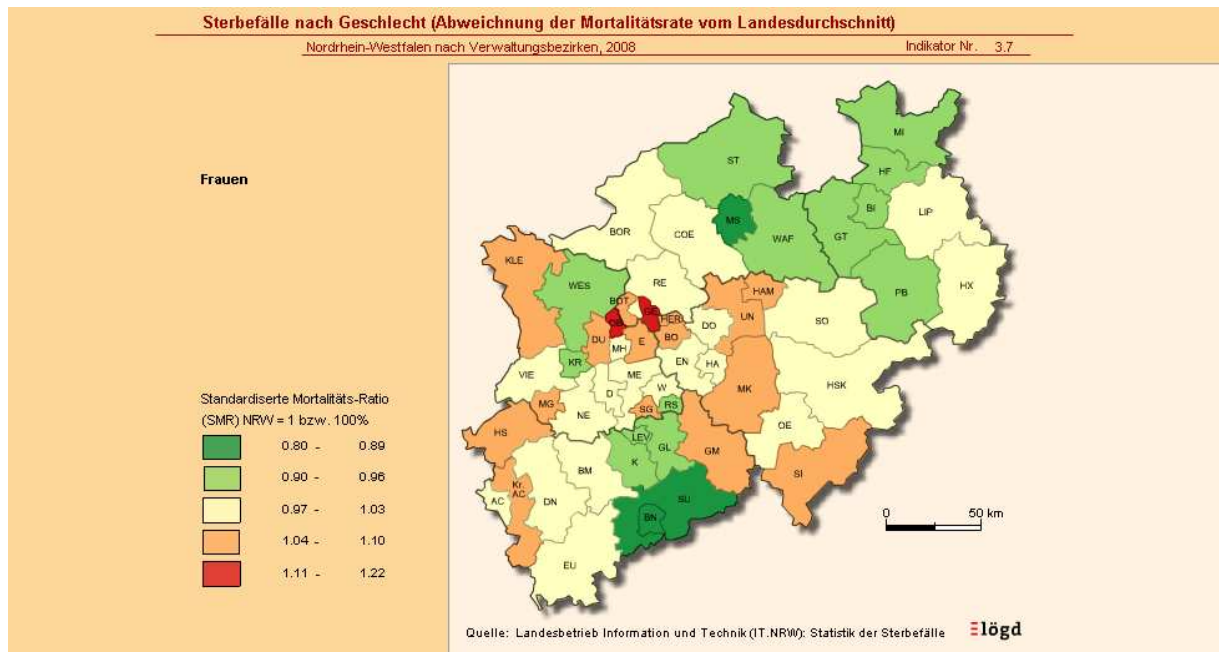 Sterbefälle nach Geschlecht (Abweichnung der Mortalitätsrate vom Landesdurchschnitt)
Nordrhein-Westfalen nach Verwaltungsbezirken, 2008 Indikator Nr. 3.7
Frauen
MI
ST
HF
MS
BI
LIP
BOR
COE
WAF
GT
KLE
WES
RE
PB
HX
BOT
GE
HAM
OB
HER
UN
SO
DU
E
BO
DO
MH
KR
EN
HA
VIE
ME
MK
HSK
D
W
MG
NE
SG
RS
OE
HS
LEV
GL
GM
K
BM
SI
Kr.
AC
AC
DN
SU
BN
EU
Standardiserte Mortalitäts-Ratio
(SMR) NRW = 1 bzw. 100%
0.80 - 0.89
0.90 - 0.96
0.97 - 1.03
1.04 - 1.10
1.11 - 1.22
0 50 km
Quelle: Landesbetrieb Information und Technik (IT.NRW): Statistik der Sterbefälle
lögd